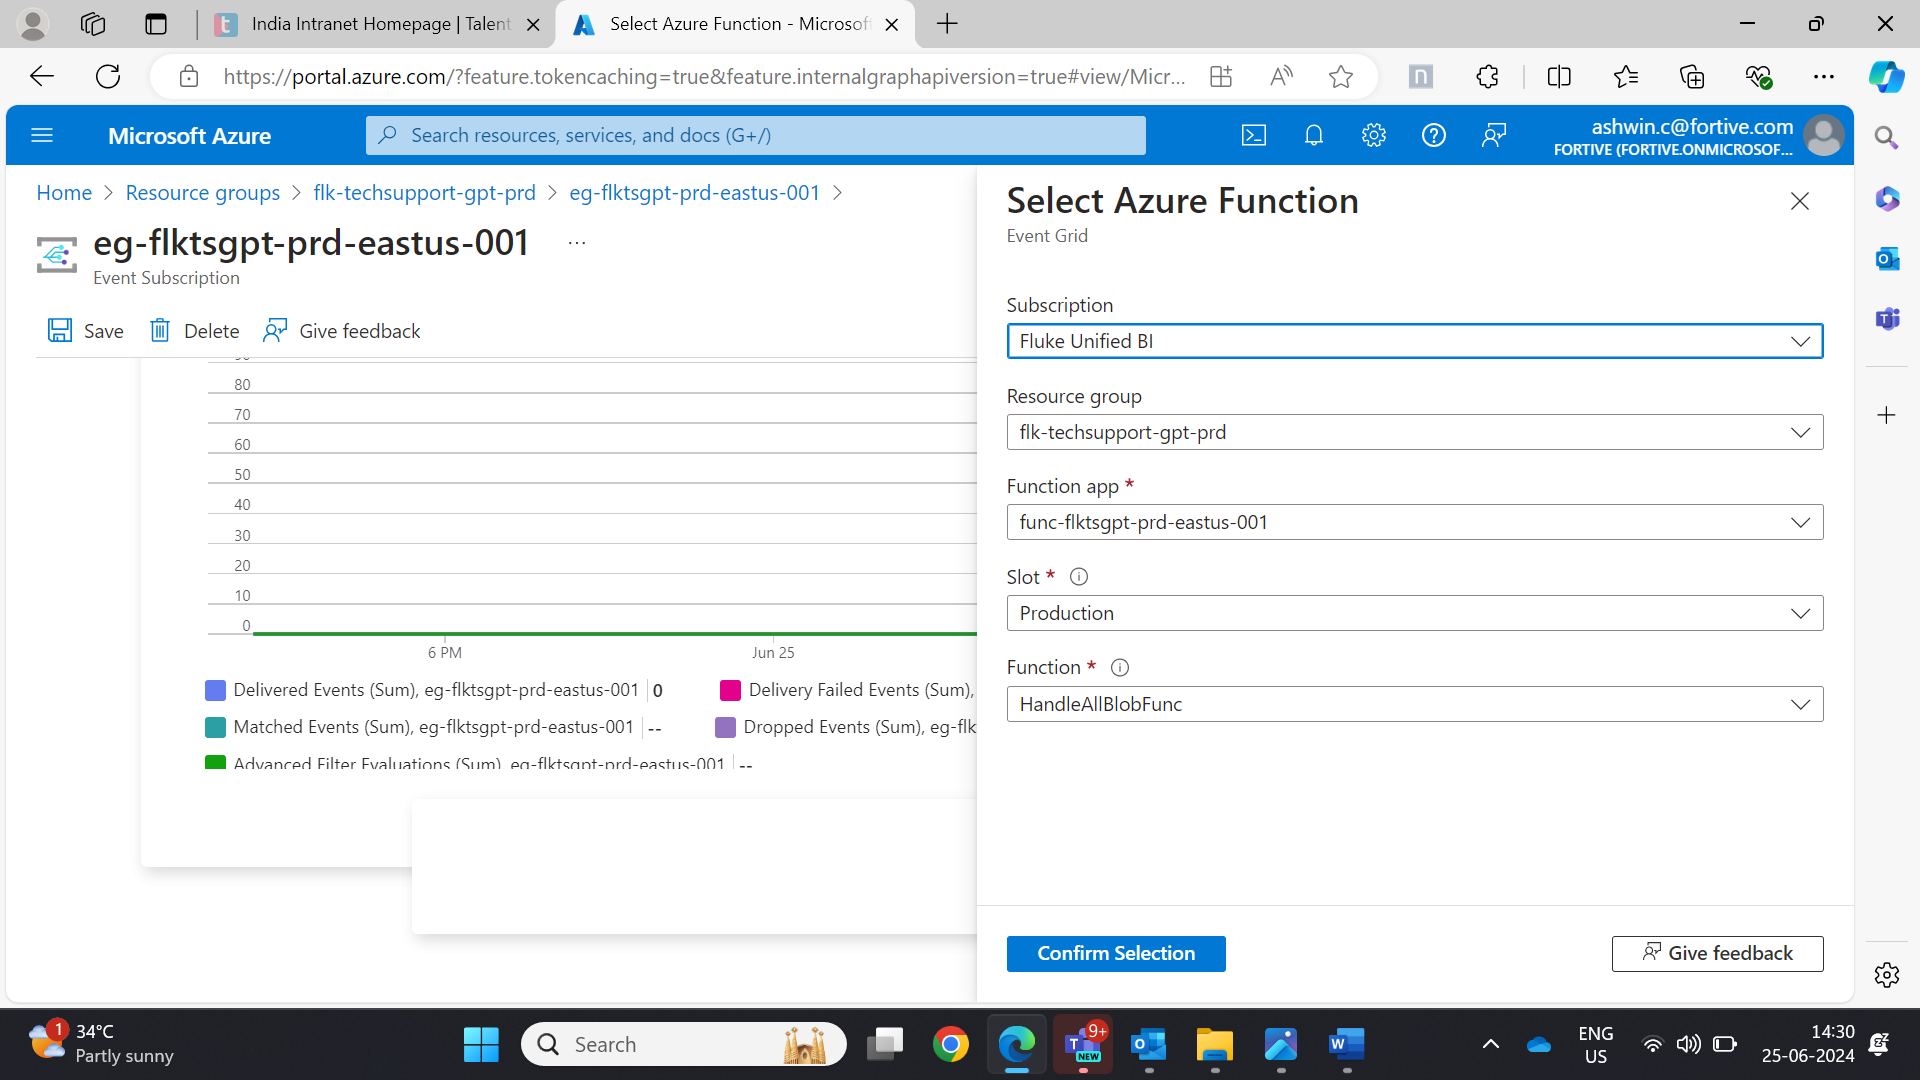 India Intranet Homepage | Talent
Select Azure Function - Microsoft
https://portal.azure.com/?feature.tokencaching=true&feature.internalgraphapiversion=true#view/Micr...
Microsoft Azure
Search resources, services, and docs (G+/)
ashwin.c@fortive.com
FORTIVE (FORTIVE.ONMICROSOF...
Home > Resource groups > flk-techsupport-gpt-prd > eg-flktsgpt-prd-eastus-001 >
eg-flktsgpt-prd-eastus-001 ...
Event Subscription
Save Delete Give feedback
90
80
70
60
50
40
30
20
10
0
6 PM Jun 25
Delivered Events (Sum), eg-flktsgpt-prd-eastus-001 0
Delivery Failed Events (Sum),
Matched Events (Sum), eg-flktsgpt-prd-eastus-001 --
Dropped Events (Sum), eg-flk
Advanced Filter Evaluations (Sum), eg-flktsgpt-prd-eastus-001 --
Select Azure Function
Event Grid
Subscription
Fluke Unified BI
Resource group
flk-techsupport-gpt-prd
Function app *
func-flktsgpt-prd-eastus-001
Slot *
Production
Function *
HandleAllBlobFunc
Confirm Selection
Give feedback
1
34°C
Partly sunny
Search
9+
NEW
ENG
US
14:30
25-06-2024